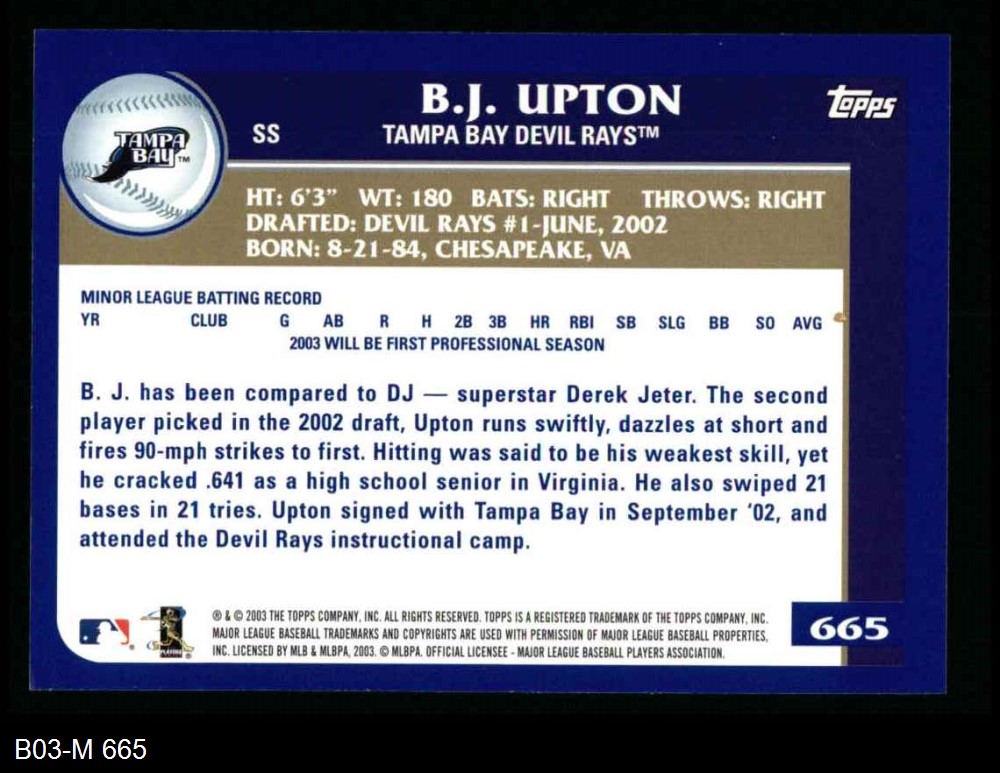 B.J. UPTON
TOPPS
SS
TAMPA BAY DEVIL RAYS™
TAMPA
BAY™
HT: 6'3” WT: 180 BATS: RIGHT THROWS: RIGHT
DRAFTED: DEVIL RAYS #1-JUNE, 2002
BORN: 8-21-84, CHESAPEAKE, VA
MINOR LEAGUE BATTING RECORD
YR CLUB G AB R H 2B 3B HR RBI SB SLG BB SO AVG
2003 WILL BE FIRST PROFESSIONAL SEASON
B. J. has been compared to DJ — superstar Derek Jeter. The second
player picked in the 2002 draft, Upton runs swiftly, dazzles at short and
fires 90-mph strikes to first. Hitting was said to be his weakest skill, yet
he cracked .641 as a high school senior in Virginia. He also swiped 21
bases in 21 tries. Upton signed with Tampa Bay in September '02, and
attended the Devil Rays instructional camp.
® & © 2003 THE TOPPS COMPANY, INC. ALL RIGHTS RESERVED. TOPPS IS A REGISTERED TRADEMARK OF THE TOPPS COMPANY, INC.
MAJOR LEAGUE BASEBALL TRADEMARKS AND COPYRIGHTS ARE USED WITH PERMISSION OF MAJOR LEAGUE BASEBALL PROPERTIES,
INC. LICENSED BY MLB & MLBPA, 2003. © MLBPA. OFFICIAL LICENSEE - MAJOR LEAGUE BASEBALL PLAYERS ASSOCIATION.
665
B03-M 665